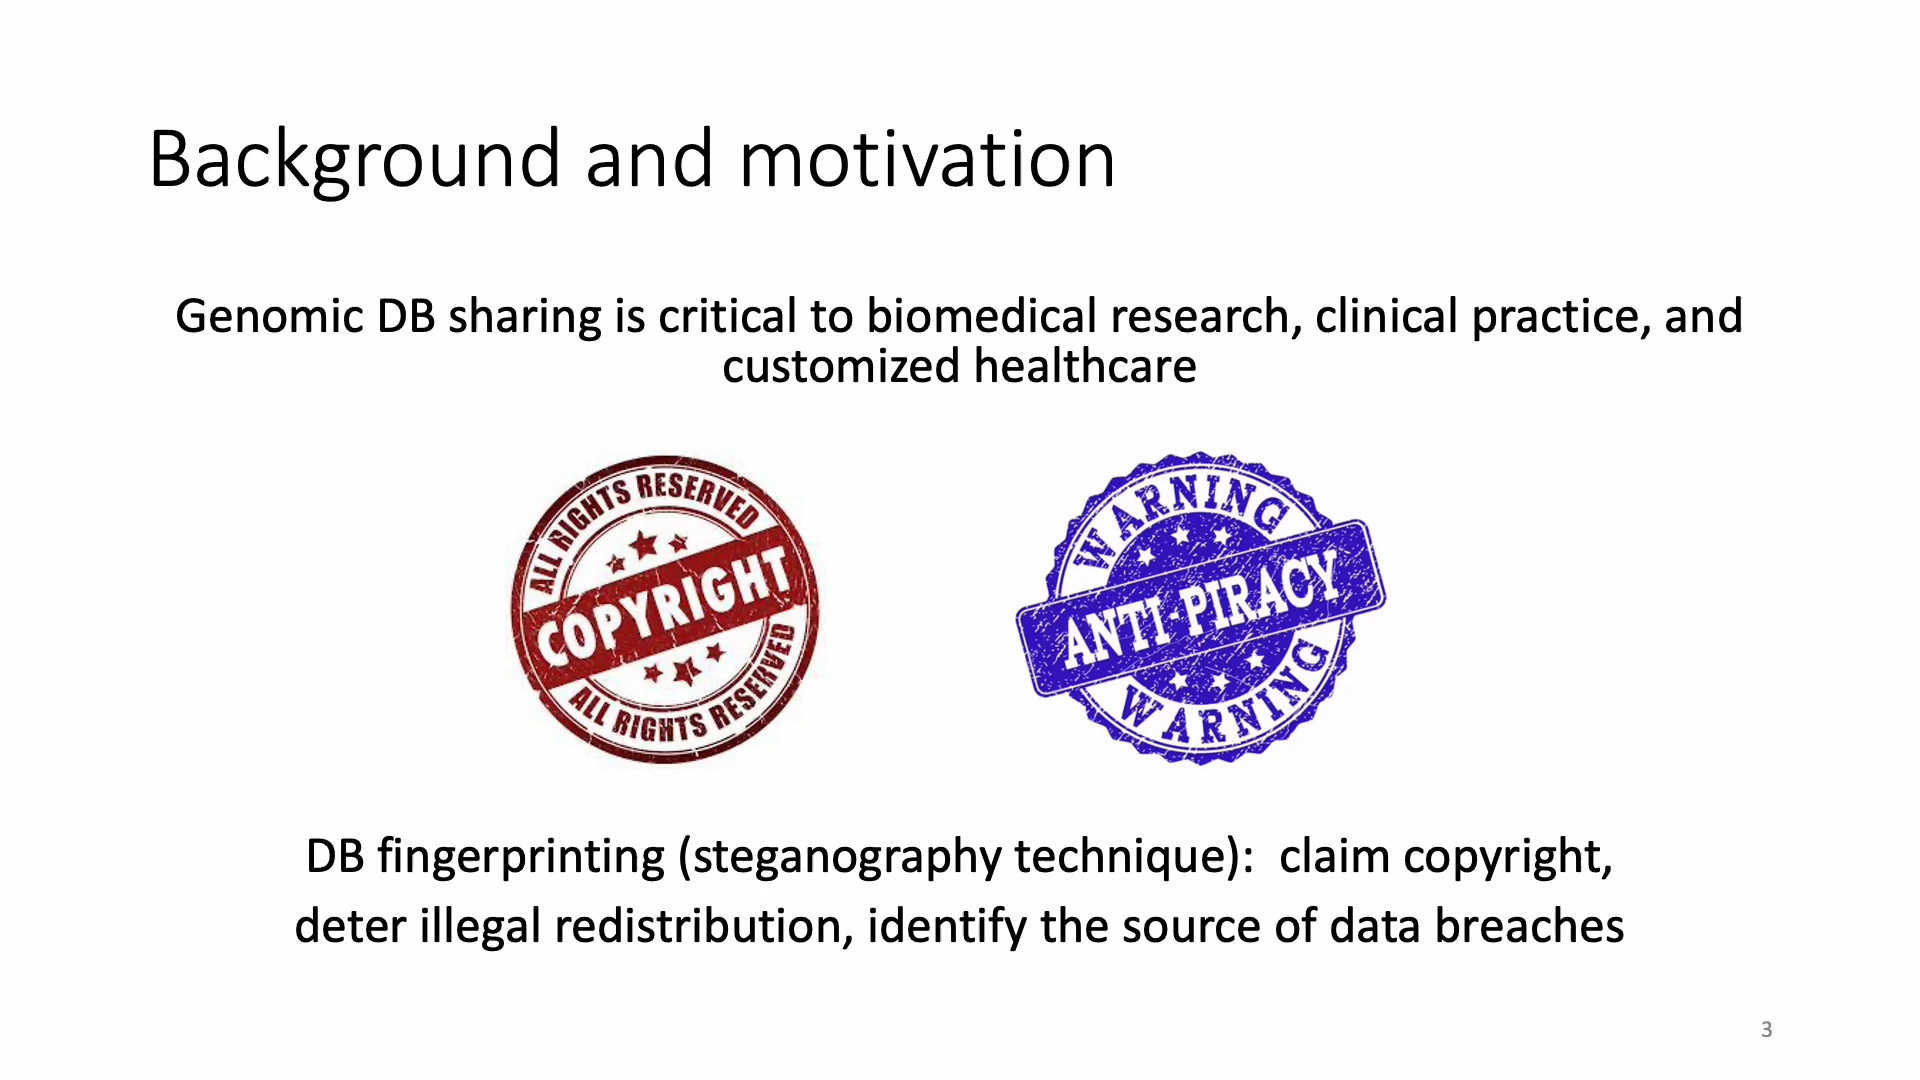 Background and motivation
Genomic DB sharing is critical to biomedical research, clinical practice, and
customized healthcare
ALL RIGHTS RESERVED
COPYRIGHT
ALL RIGHTS RESERVED
WARNING
ANTI-PIRACY
WARNING
DB fingerprinting (steganography technique):  claim copyright,
deter illegal redistribution, identify the source of data breaches
3